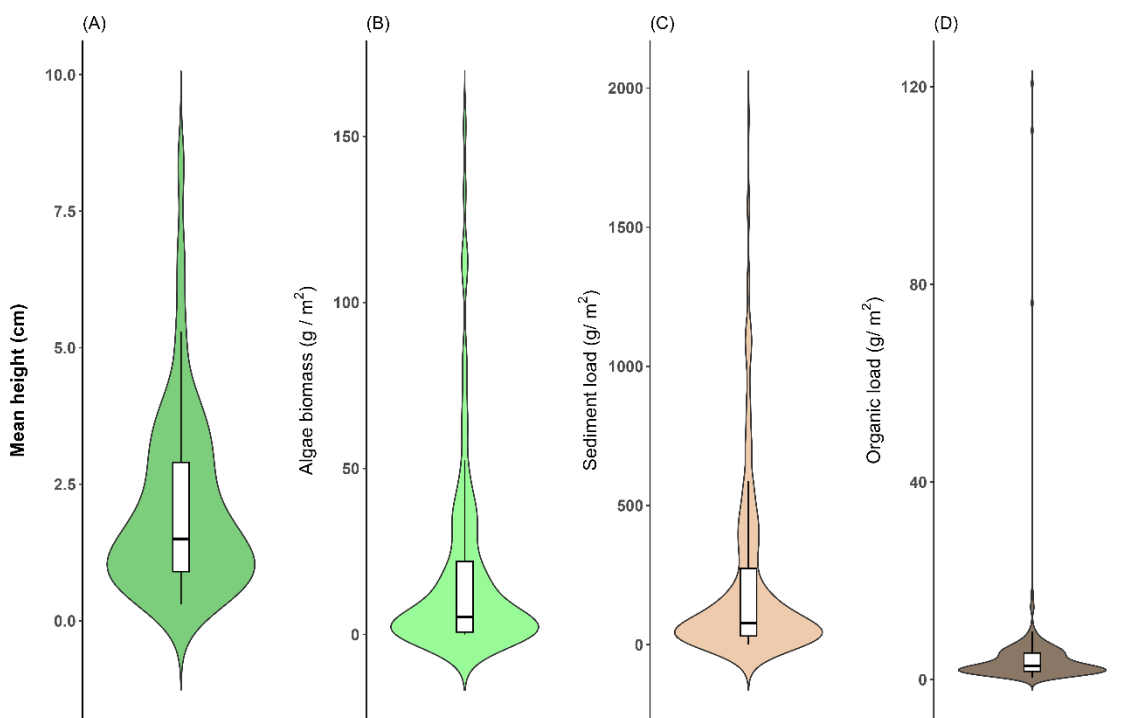 (A)
Mean height (cm)
10.0
7.5
5.0
2.5
0.0
(B)
Algae biomass (g / m²)
150
100
50
0
(C)
Sediment load (g/ m²)
2000
1500
1000
500
0
(D)
Organic load (g/ m²)
120
80
40
0